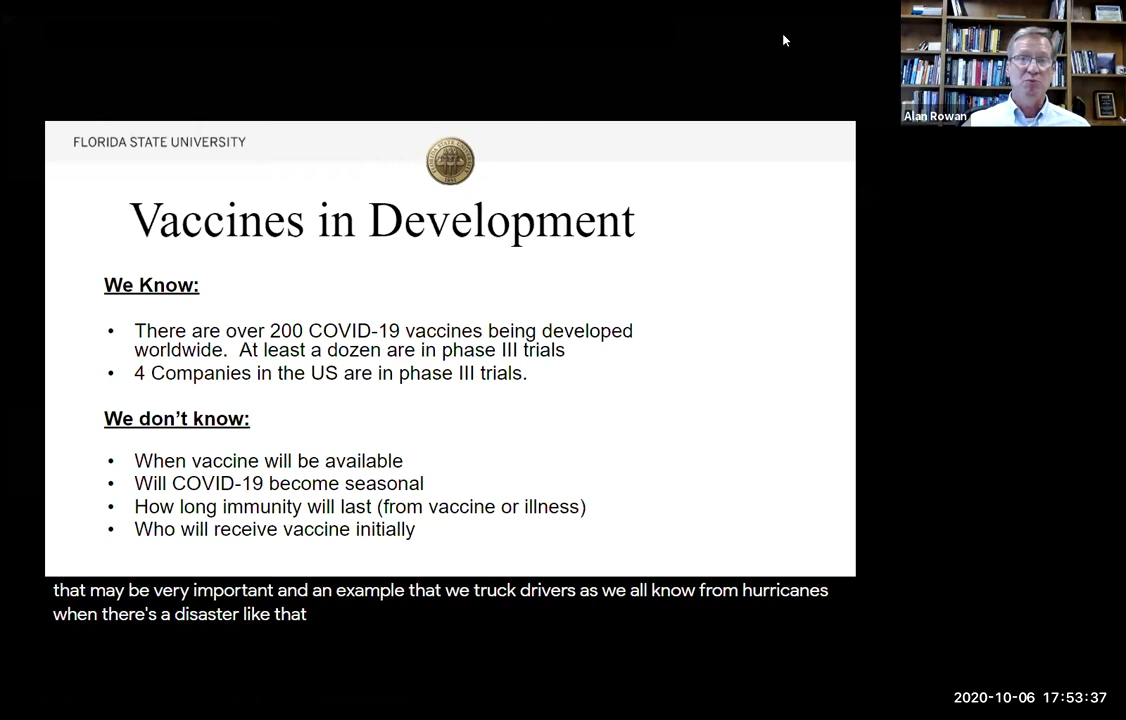 Alan Rowan
FLORIDA STATE UNIVERSITY
Vaccines in Development
We Know:
• There are over 200 COVID-19 vaccines being developed
worldwide.  At least a dozen are in phase III trials
• 4 Companies in the US are in phase III trials.
We don’t know:
• When vaccine will be available
• Will COVID-19 become seasonal
• How long immunity will last (from vaccine or illness)
• Who will receive vaccine initially
that may be very important and an example that we truck drivers as we all know from hurricanes
when there's a disaster like that
2020-10-06 17:53:37